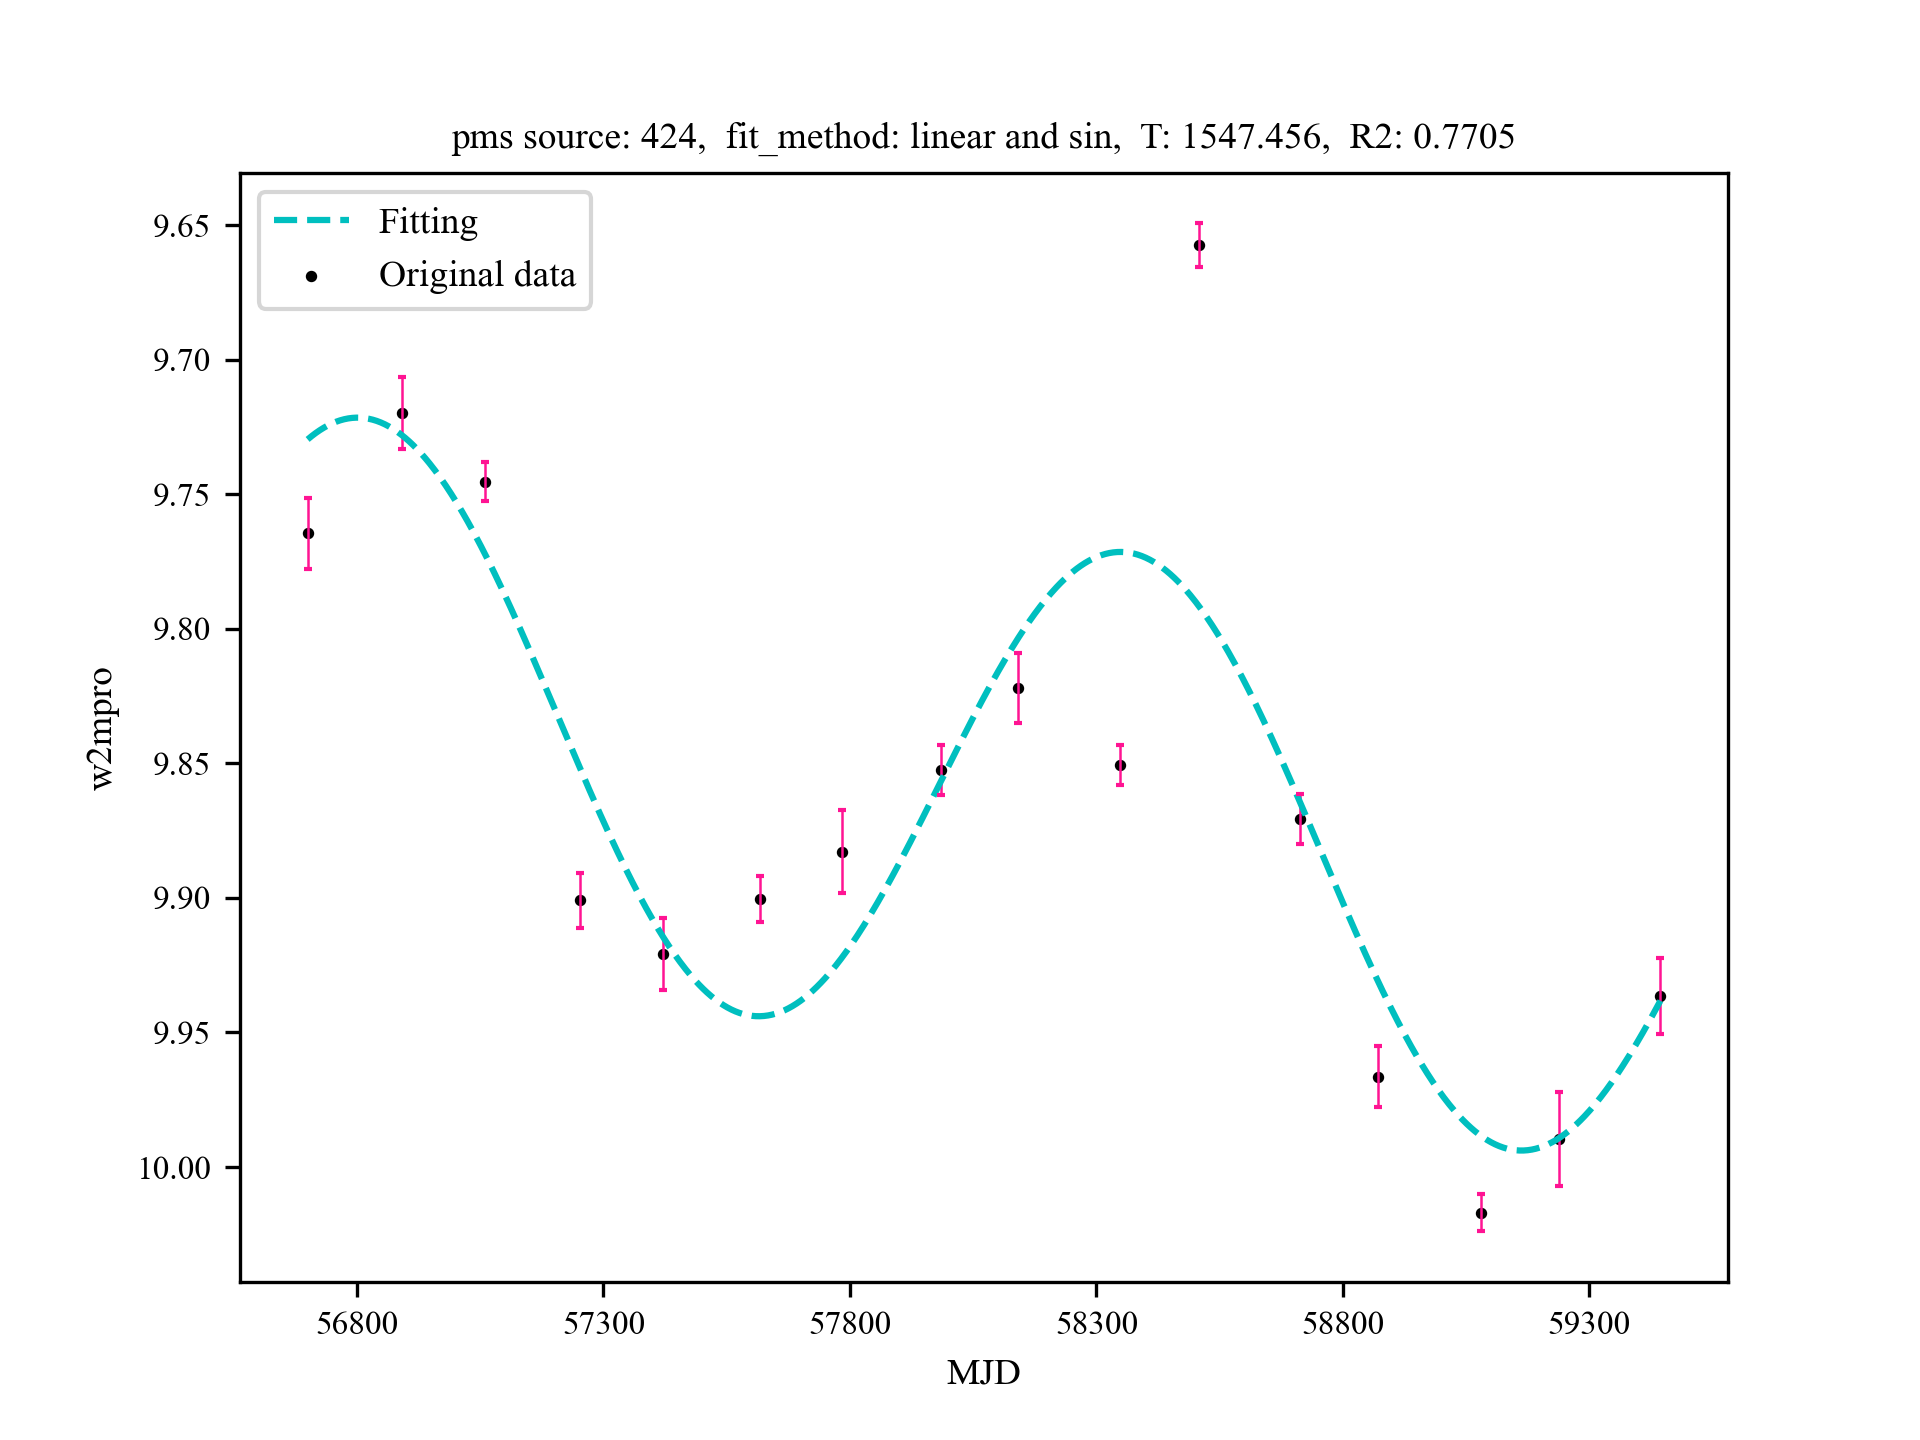 pms source: 424,  fit_method: linear and sin,  T: 1547.456,  R2: 0.7705
Fitting
Original data
9.65
9.70
9.75
9.80
9.85
9.90
9.95
10.00
w2mpro
56800 57300 57800 58300 58800 59300
MJD